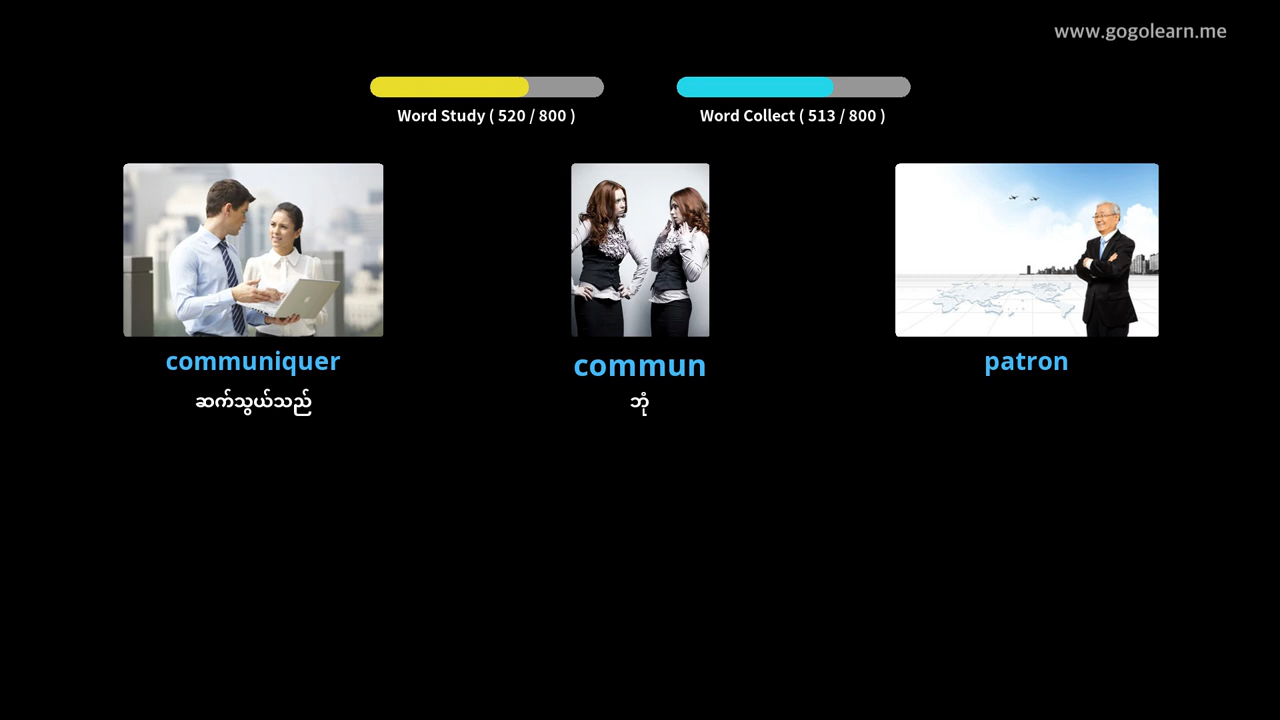 www.gogolearn.me
Word Study ( 520 / 800 )
Word Collect ( 513 / 800 )
communiquer
commun
patron
ဆက်သွယ်သည်
ဘုံ